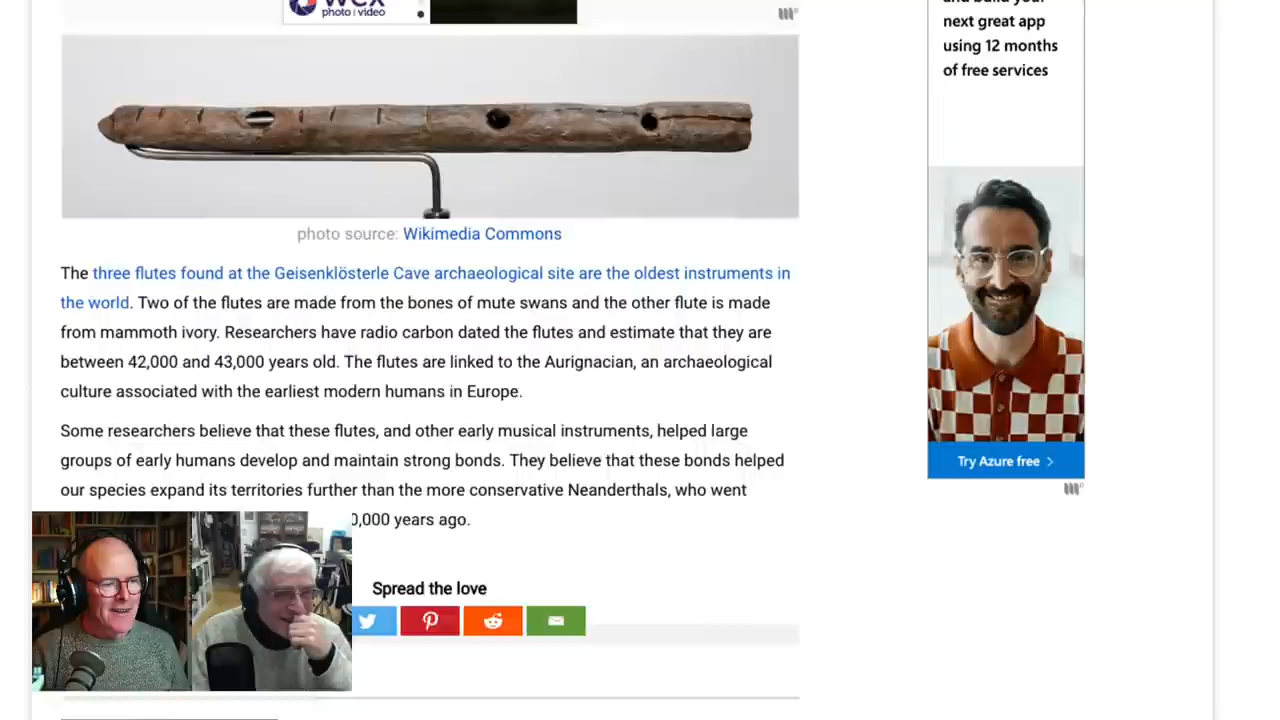 photo | video
and build your
next great app
using 12 months
of free services
photo source: Wikimedia Commons
The three flutes found at the Geisenklösterle Cave archaeological site are the oldest instruments in
the world. Two of the flutes are made from the bones of mute swans and the other flute is made
from mammoth ivory. Researchers have radio carbon dated the flutes and estimate that they are
between 42,000 and 43,000 years old. The flutes are linked to the Aurignacian, an archaeological
culture associated with the earliest modern humans in Europe.
Some researchers believe that these flutes, and other early musical instruments, helped large
groups of early humans develop and maintain strong bonds. They believe that these bonds helped
our species expand its territories further than the more conservative Neanderthals, who went
0,000 years ago.
Try Azure free >
Spread the love